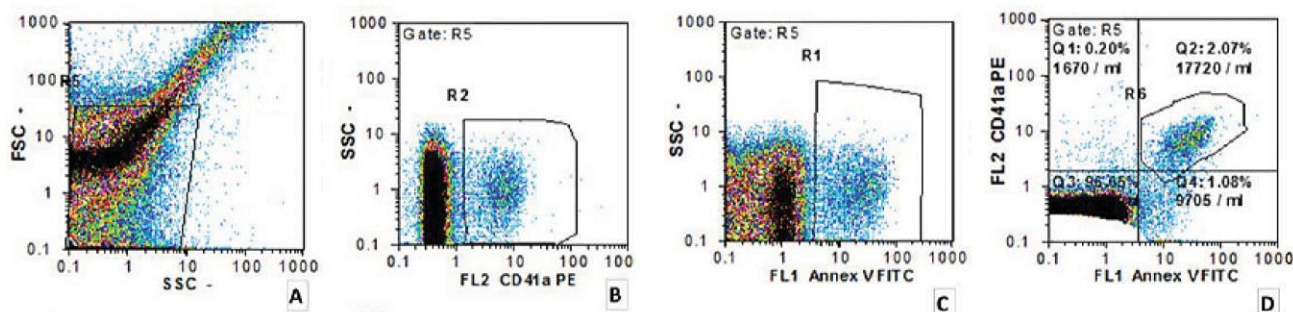 1000
100
10
1
0.1
FSC -
R5
0.1 1 10 100 1000
SSC -
A
1000
100
10
1
0.1
SSC -
Gate: R5
R2
0.1 1 10 100 1000
FL2 CD41a PE
B
1000
100
10
1
0.1
SSC -
Gate: R5
R1
0.1 1 10 100 1000
FL1 Annex V FITC
C
1000
100
10
1
0.1
FL2 CD41a PE
Gate: R5
Q1: 0.20%
1670 / ml
Q2: 2.07%
17720 / ml
R6
Q3:
Q4: 1.08%
9705 / ml
0.1 1 10 100 1000
FL1 Annex V FITC
D